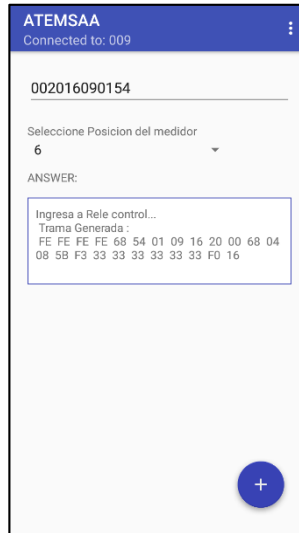 ATEMSAA
Connected to: 009
002016090154
Seleccione Posicion del medidor
6
ANSWER:
Ingresa a Rele control...
Trama Generada :
FE FE FE FE 68 54 01 09 16 20 00 68 04
08 5B F3 33 33 33 33 33 33 F0 16
+